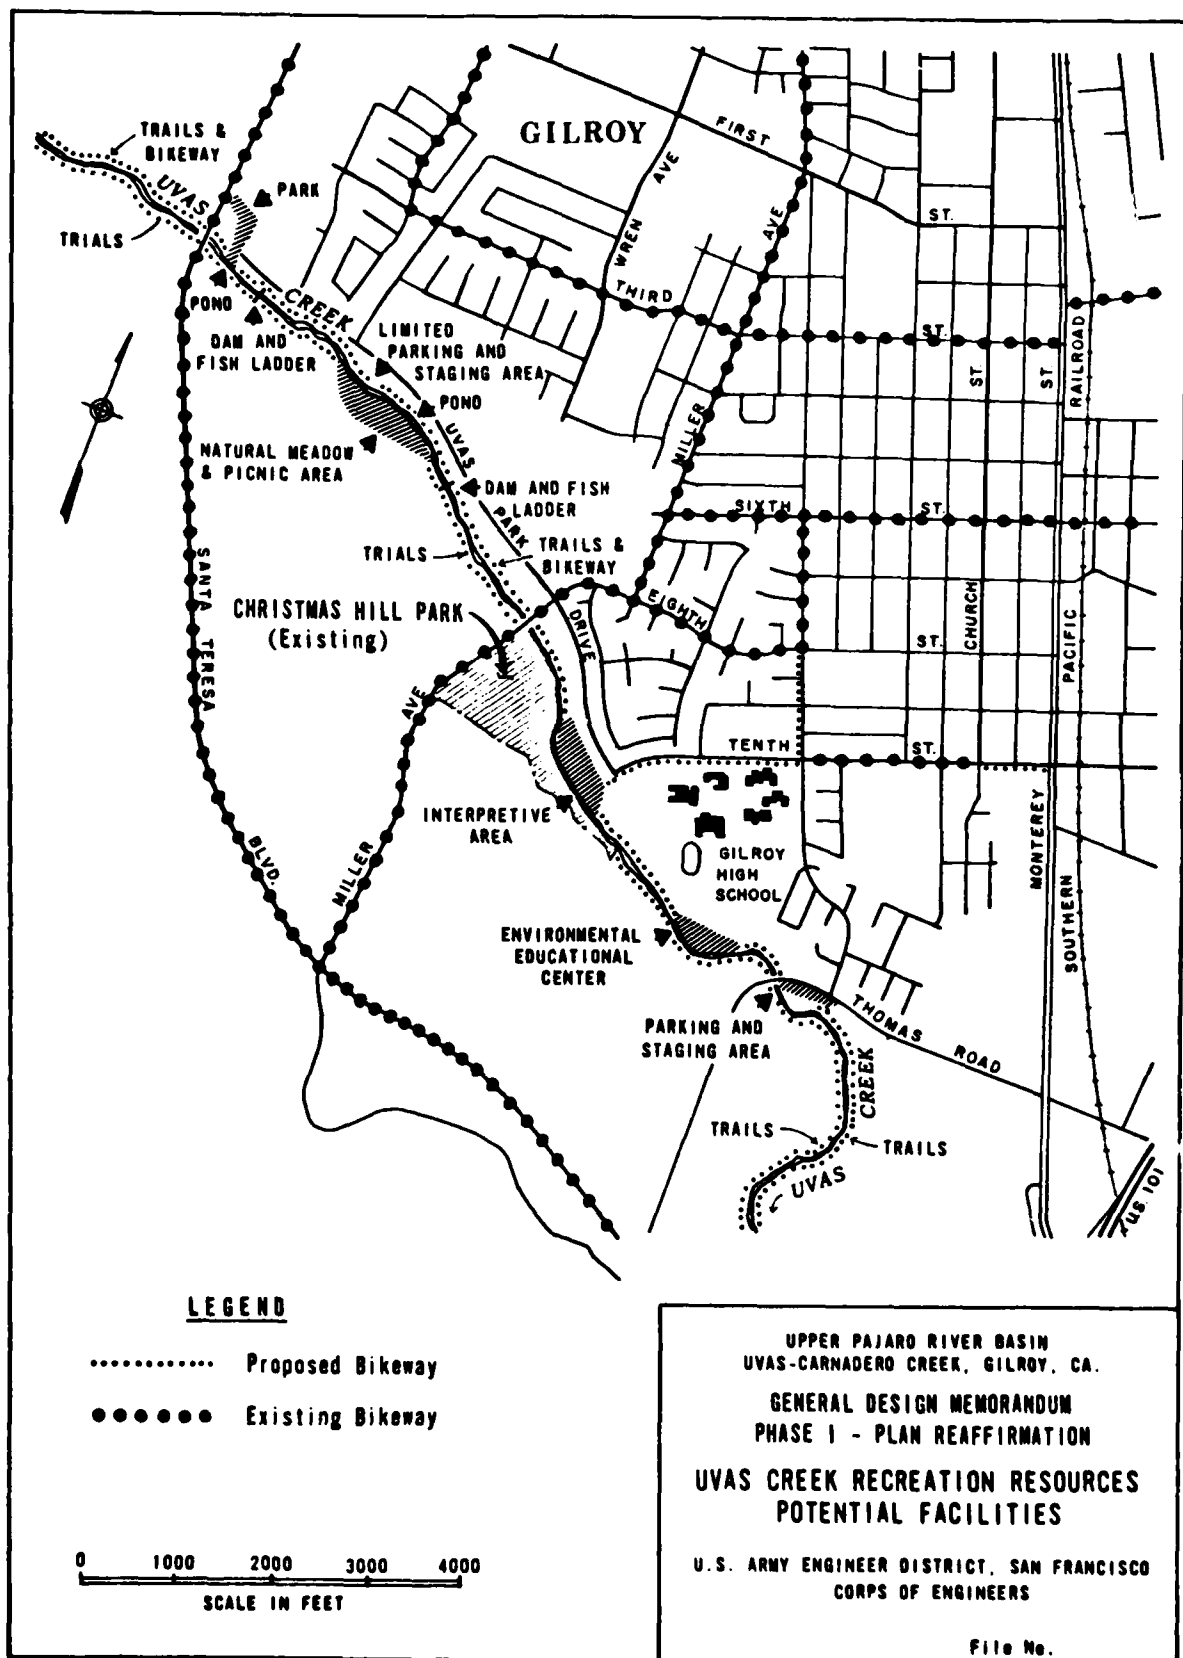 GILROY
TRAILS &
BIKEWAY
UVAS
PARK
TRIALS
POND
CREEK
DAM AND
FISH LADDER
LIMITED
PARKING AND
STAGING AREA
POND
NATURAL MEADOW
& PICNIC AREA
UVAS
PARK
DRIVE
DAM AND FISH
LADDER
TRIALS
TRAILS &
BIKEWAY
CHRISTMAS HILL PARK
(Existing)
SANTA
TERESA
BLVD.
MILLER
AVE
INTERPRETIVE
AREA
ENVIRONMENTAL
EDUCATIONAL
CENTER
PARKING AND
STAGING AREA
GILROY
HIGH
SCHOOL
THOMAS
ROAD
CREEK
TRAILS
TRAILS
UVAS
FIRST
ST.
WREN
AVE
MILLER
AVE
THIRD
ST.
SIXTH
ST.
EIGHTH
ST.
TENTH
ST.
CHURCH
ST.
MONTEREY
ST.
SOUTHERN
PACIFIC
RAILROAD
U.S. 101
LEGEND
Proposed Bikeway
Existing Bikeway
0 1000 2000 3000 4000
SCALE IN FEET
UPPER PAJARO RIVER BASIN
UVAS-CARNADERO CREEK, GILROY, CA.
GENERAL DESIGN MEMORANDUM
PHASE I - PLAN REAFFIRMATION
UVAS CREEK RECREATION RESOURCES
POTENTIAL FACILITIES
U.S. ARMY ENGINEER DISTRICT, SAN FRANCISCO
CORPS OF ENGINEERS
File No.